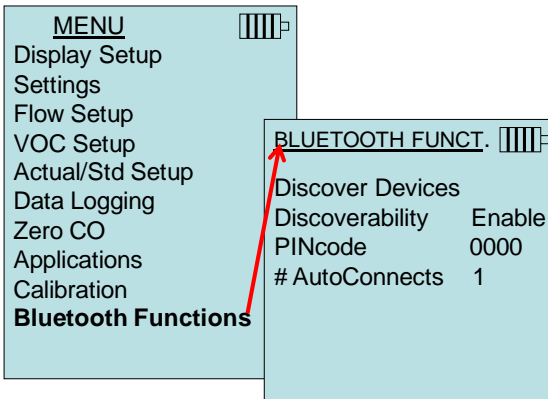 MENU
Display Setup
Settings
Flow Setup
VOC Setup
Actual/Std Setup
Data Logging
Zero CO
Applications
Calibration
Bluetooth Functions
BLUETOOTH FUNCT.
Discover Devices
Discoverability Enable
PINcode 0000
# AutoConnects 1